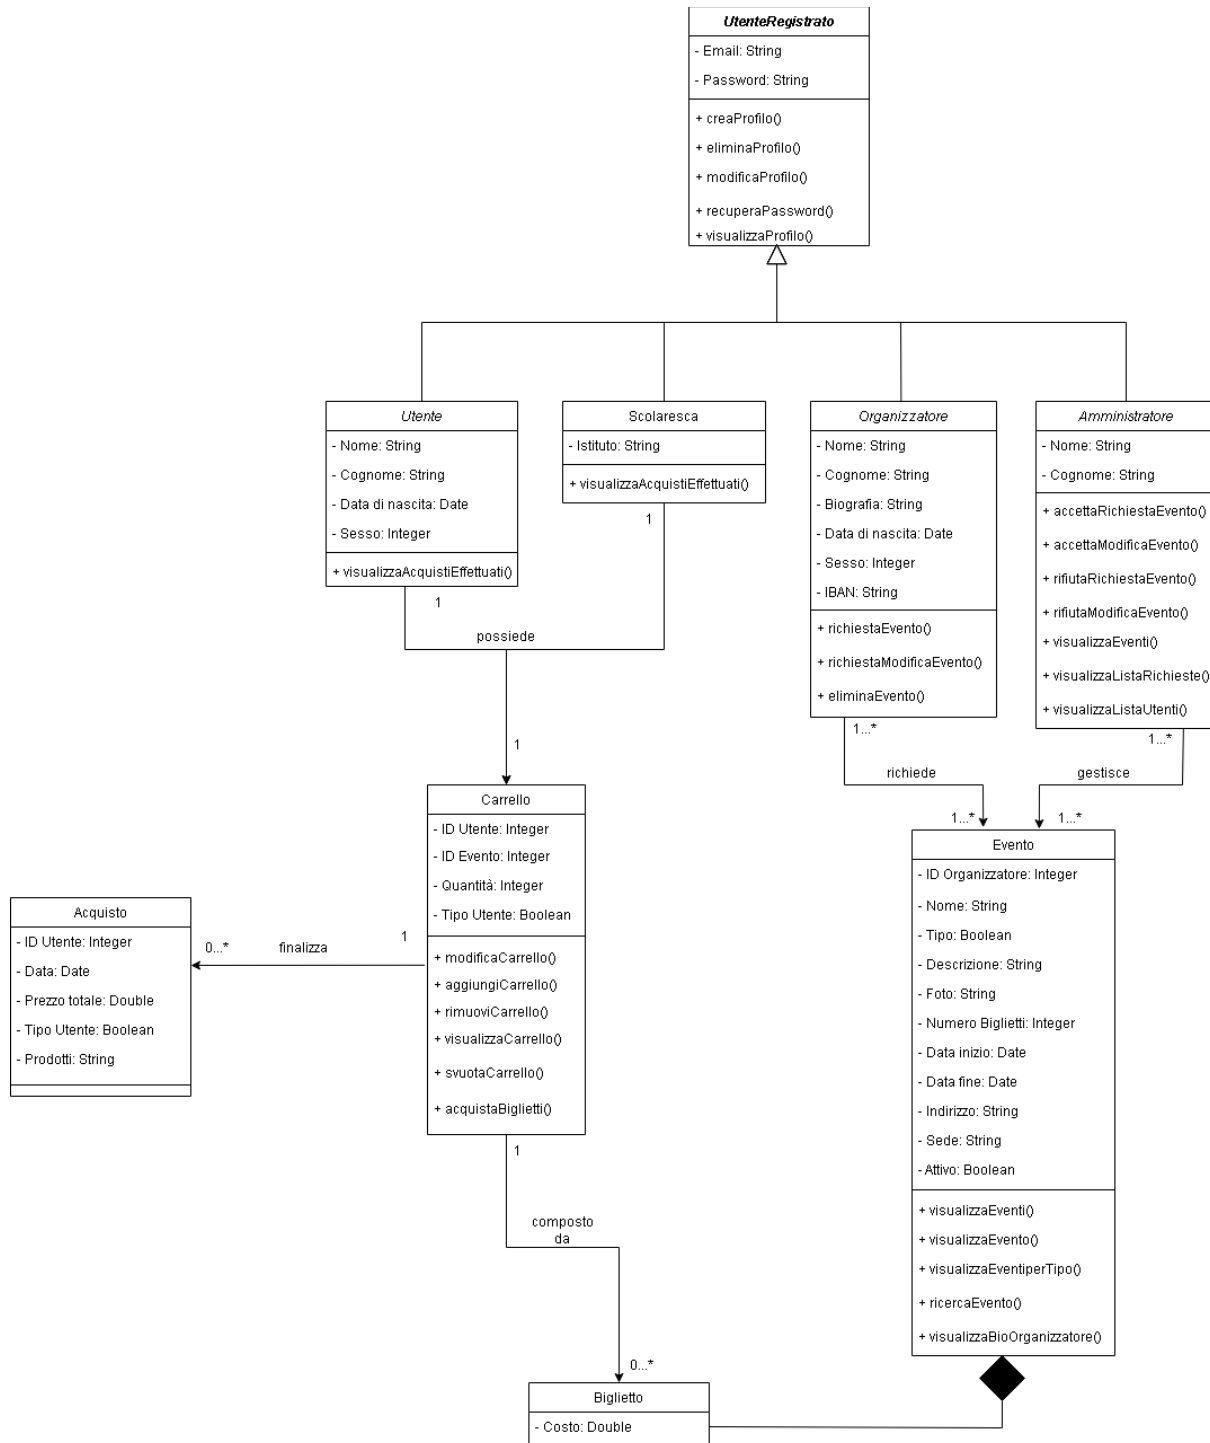 UtenteRegistrato
- Email: String
- Password: String
+ creaProfilo()
+ eliminaProfilo()
+ modificaProfilo()
+ recuperaPassword()
+ visualizzaProfilo()
Utente
- Nome: String
- Cognome: String
- Data di nascita: Date
- Sesso: Integer
+ visualizzaAcquistiEffettuati()
1
Scolaresca
- Istituto: String
+ visualizzaAcquistiEffettuati()
1
possiede
1
Organizzatore
- Nome: String
- Cognome: String
- Biografia: String
- Data di nascita: Date
- Sesso: Integer
- IBAN: String
+ richiestaEvento()
+ richiestaModificaEvento()
+ eliminaEvento()
1...*
richiede
1...*
Amministratore
- Nome: String
- Cognome: String
+ accettaRichiestaEvento()
+ accettaModificaEvento()
+ rifiutaRichiestaEvento()
+ rifiutaModificaEvento()
+ visualizzaEventi()
+ visualizzaListaRichieste()
+ visualizzaListaUtenti()
1...*
gestisce
1...*
Carrello
- ID Utente: Integer
- ID Evento: Integer
- Quantità: Integer
- Tipo Utente: Boolean
+ modificaCarrello()
+ aggiungiCarrello()
+ rimuoviCarrello()
+ visualizzaCarrello()
+ svuotaCarrello()
+ acquistaBiglietti()
1
finalizza
0...*
Acquisto
- ID Utente: Integer
- Data: Date
- Prezzo totale: Double
- Tipo Utente: Boolean
- Prodotti: String
Evento
- ID Organizzatore: Integer
- Nome: String
- Tipo: Boolean
- Descrizione: String
- Foto: String
- Numero Biglietti: Integer
- Data inizio: Date
- Data fine: Date
- Indirizzo: String
- Sede: String
- Attivo: Boolean
+ visualizzaEventi()
+ visualizzaEvento()
+ visualizzaEventiperTipo()
+ ricercaEvento()
+ visualizzaBioOrganizzatore()
1
composto
da
0...*
Biglietto
- Costo: Double